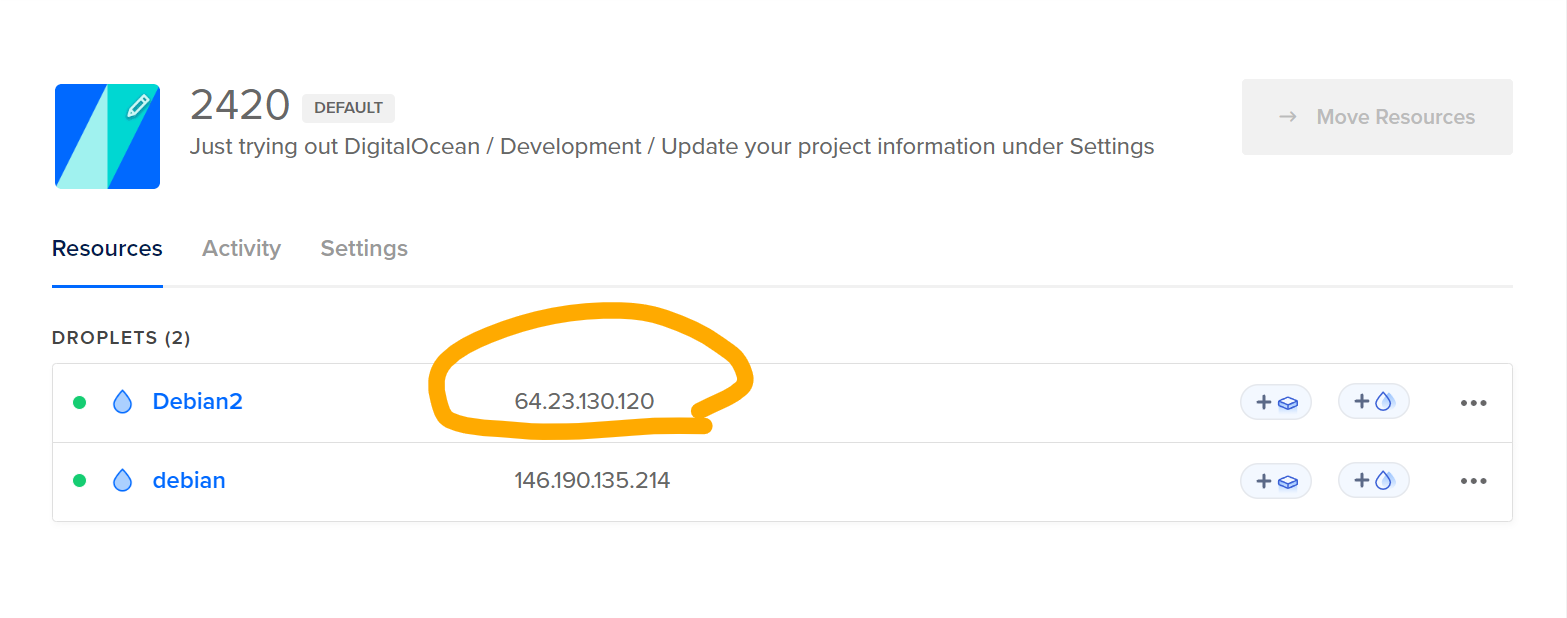 2420 DEFAULT
Just trying out DigitalOcean / Development / Update your project information under Settings
→ Move Resources
Resources Activity Settings
DROPLETS (2)
Debian2 64.23.130.120 + + •••
debian 146.190.135.214 + + •••